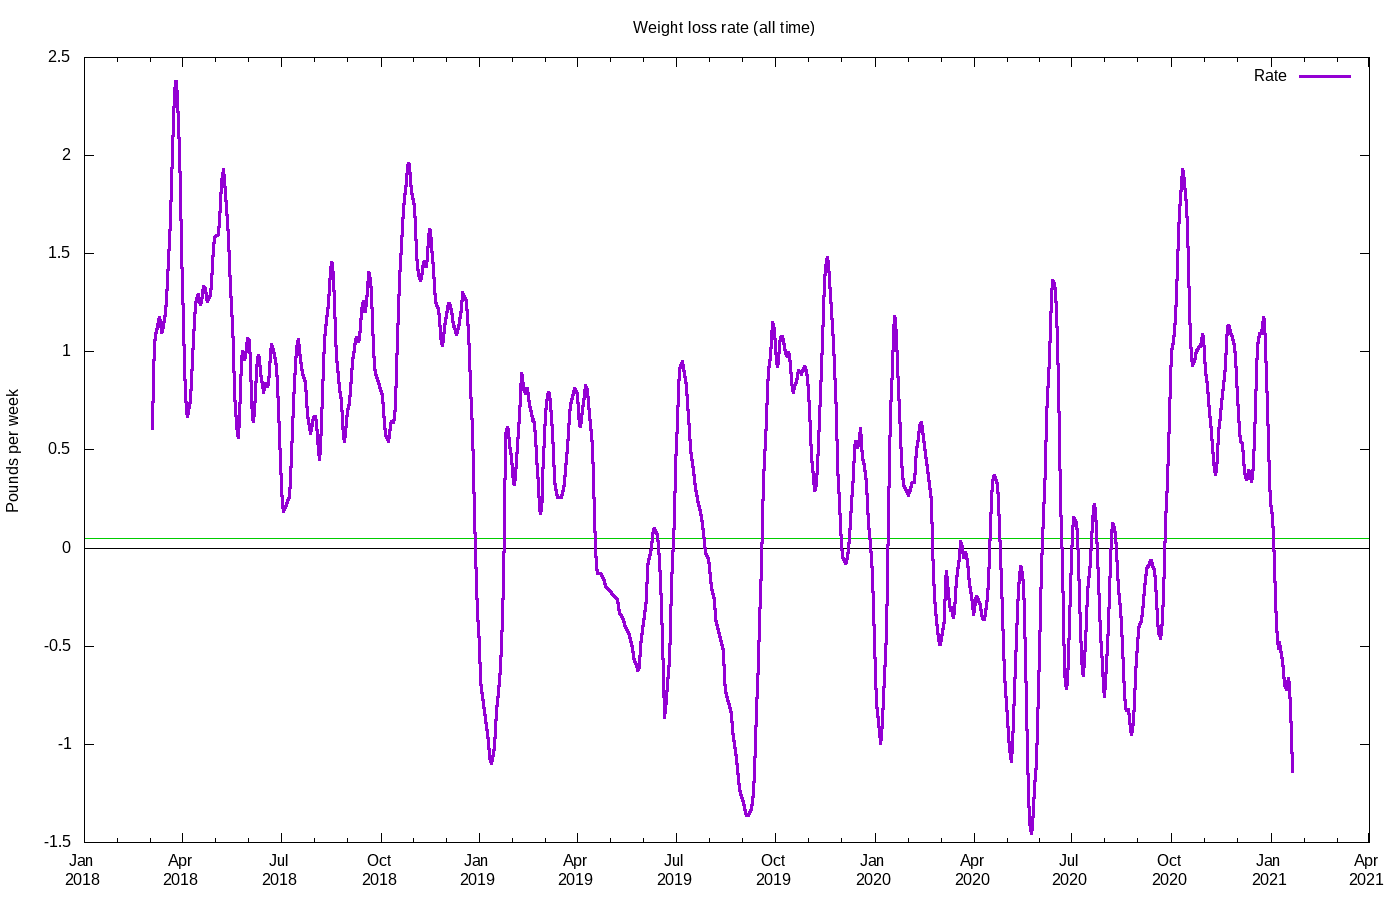 Weight loss rate (all time)
Rate
Pounds per week
2.5
2
1.5
1
0.5
0
-0.5
-1
-1.5
Jan Apr Jul Oct Jan Apr Jul Oct Jan Apr Jul Oct Jan Apr
2018 2018 2018 2018 2019 2019 2019 2019 2020 2020 2020 2020 2021 2021